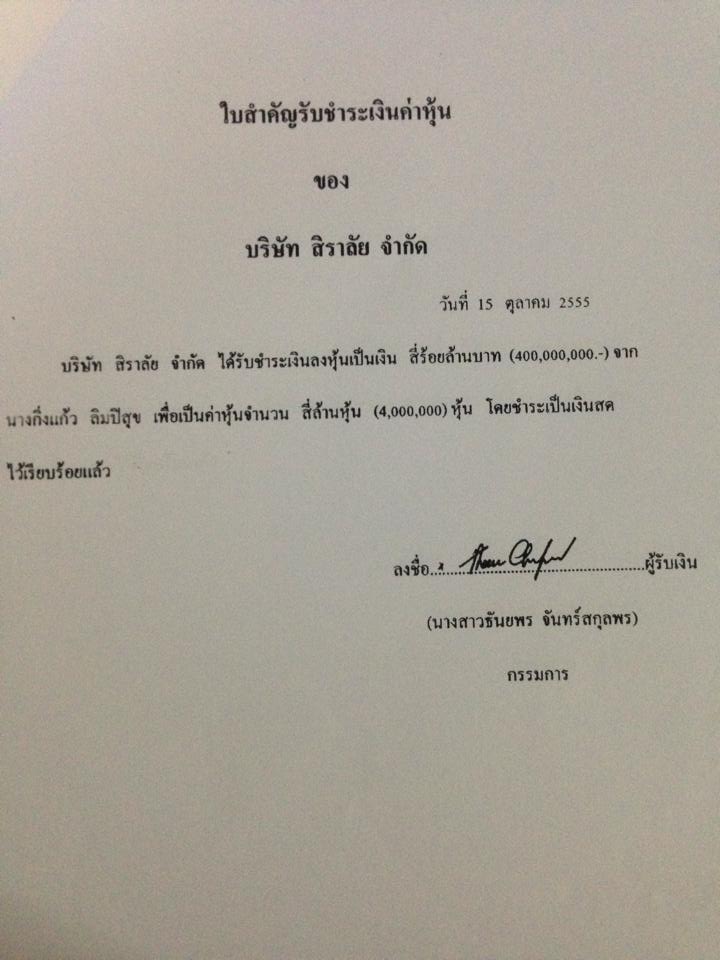 ใบสำคัญรับชำระเงินค่าหุ้น
ของ
บริษัท สิราลัย จำกัด
วันที่ 15 ตุลาคม 2555
บริษัท สิราลัย จำกัด ได้รับชำระเงินลงหุ้นเป็นเงิน สี่ร้อยล้านบาท (400,000,000.-) จาก
นางกิ่งแก้ว ลิมปิสุข เพื่อเป็นค่าหุ้นจำนวน สี่ล้านหุ้น (4,000,000) หุ้น โดยชำระเป็นเงินสด
ไว้เรียบร้อยแล้ว
ลงชื่อ..............................ผู้รับเงิน
(นางสาวธันยพร จันทร์สกุลพร)
กรรมการ